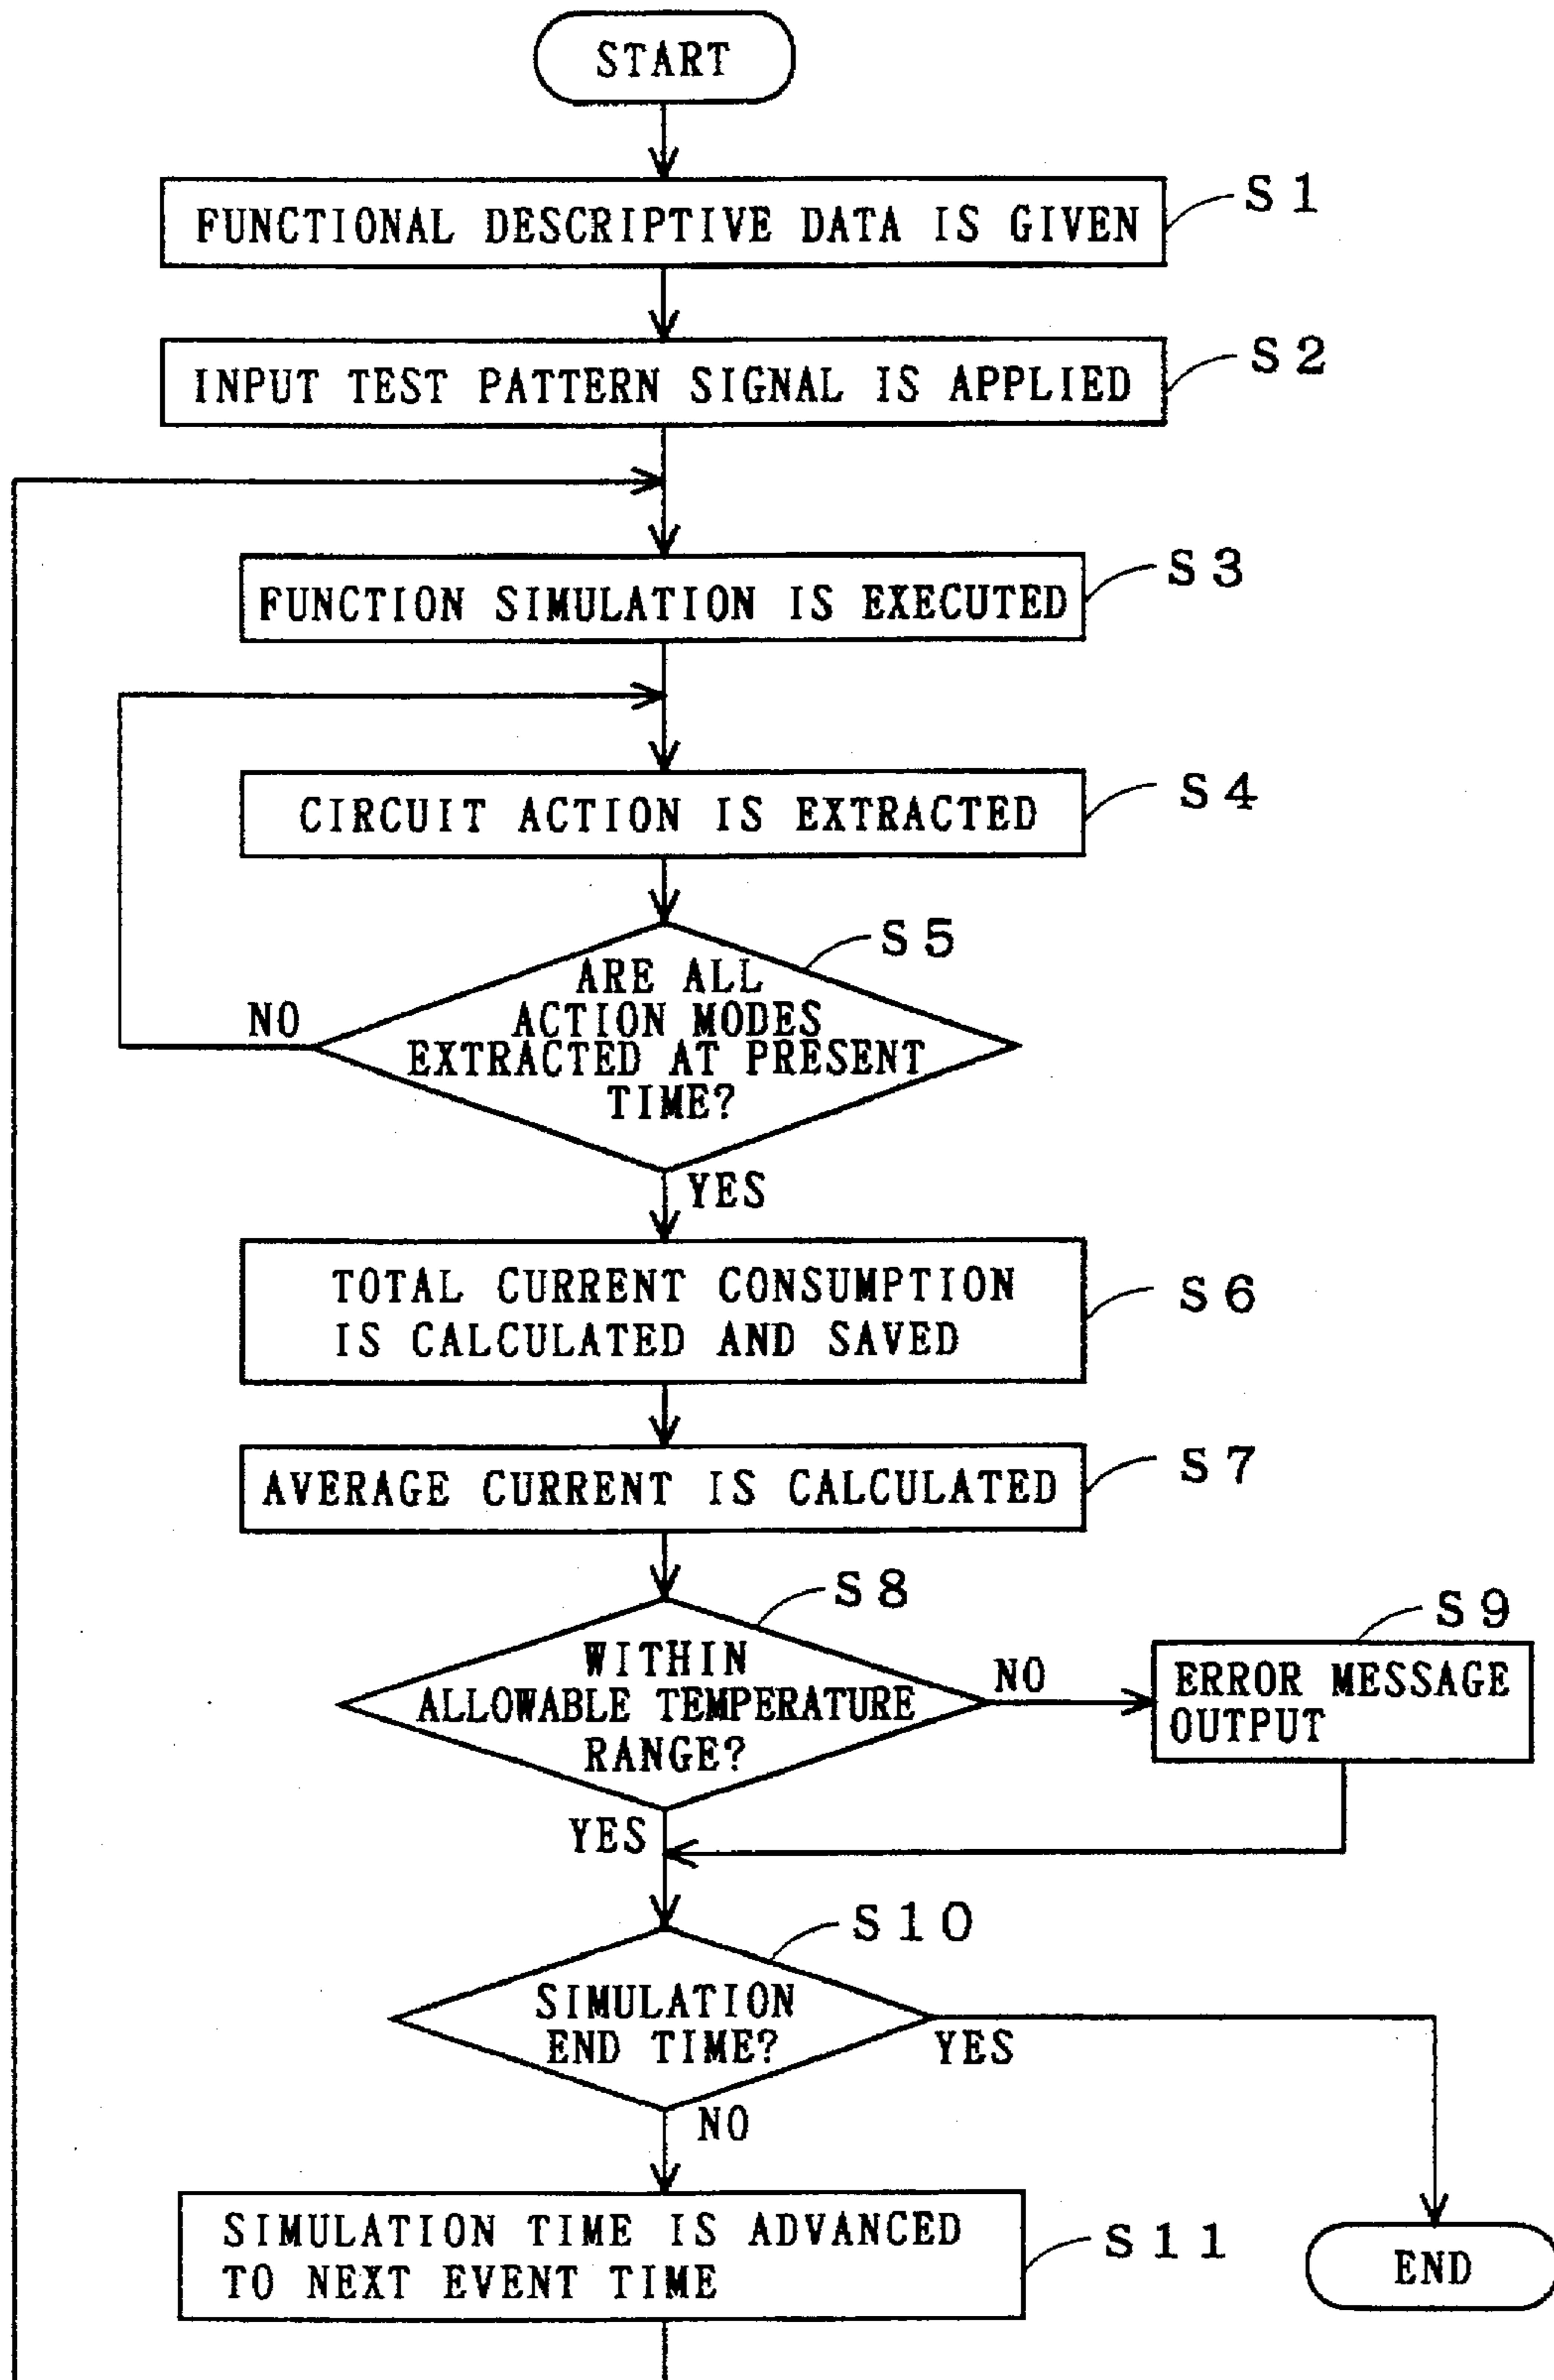 START
FUNCTIONAL DESCRIPTIVE DATA IS GIVEN
S1
INPUT TEST PATTERN SIGNAL IS APPLIED
S2
FUNCTION SIMULATION IS EXECUTED
S3
CIRCUIT ACTION IS EXTRACTED
S4
S5
ARE ALL
ACTION MODES
EXTRACTED AT PRESENT
TIME?
NO
YES
TOTAL CURRENT CONSUMPTION
IS CALCULATED AND SAVED
S6
AVERAGE CURRENT IS CALCULATED
S7
S8
WITHIN
ALLOWABLE TEMPERATURE
RANGE?
NO
S9
ERROR MESSAGE
OUTPUT
YES
S10
SIMULATION
END TIME?
YES
NO
SIMULATION TIME IS ADVANCED
TO NEXT EVENT TIME
S11
END